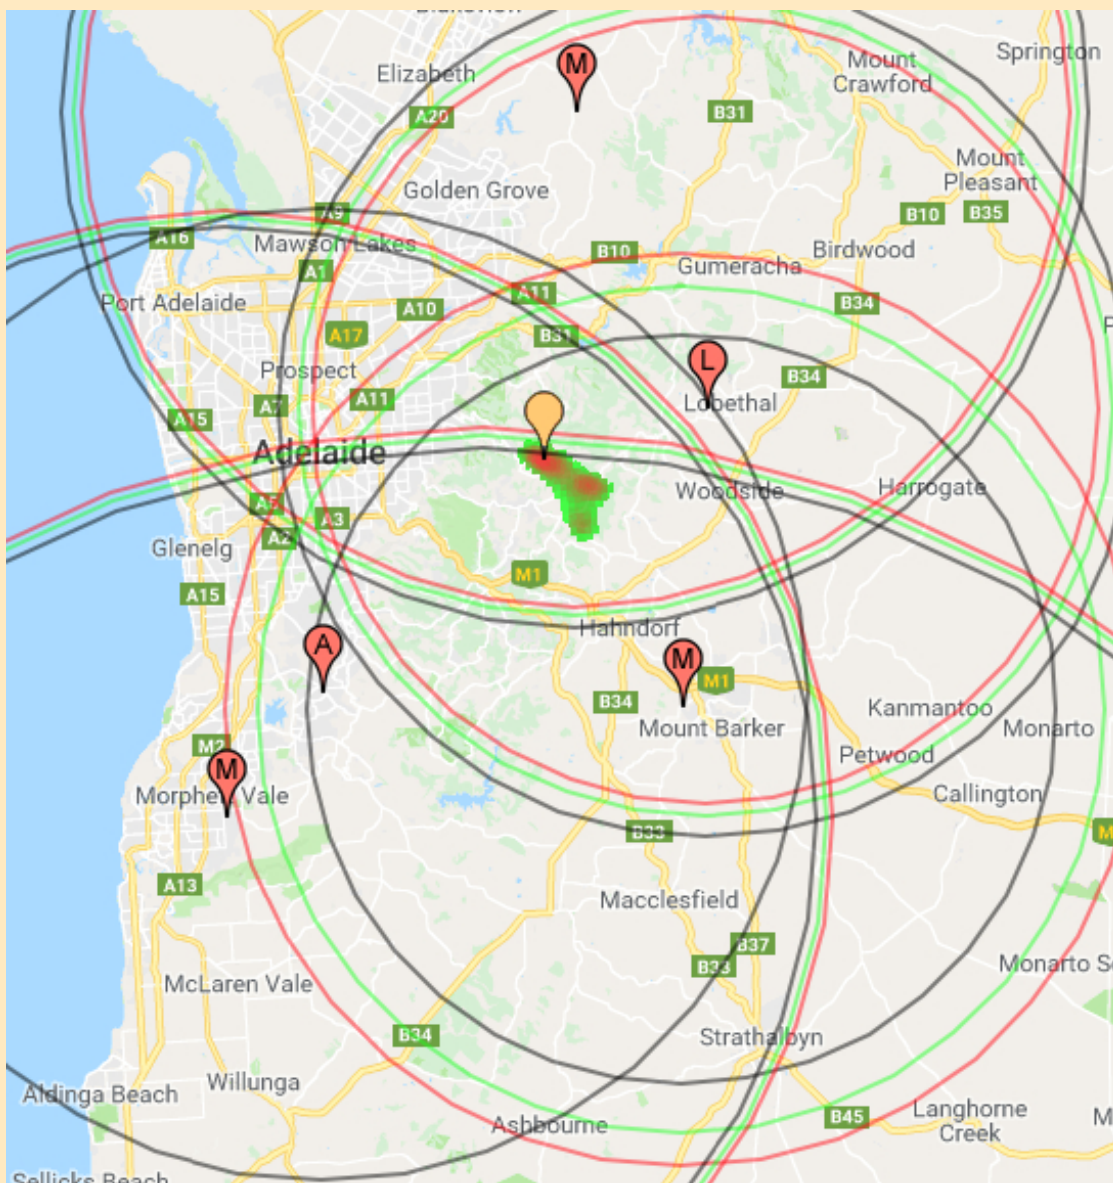 Springton
Mount
Crawford
M
Elizabeth
A20
B31
Mount
Pleasant
Golden Grove
B10
B35
A9
A16
Mawson Lakes
B10
Birdwood
A1
Gumeracha
A11
Port Adelaide
A10
B34
A17
B31
L
Prospect
B34
A11
A7
Lobethal
A15
Adelaide
Woodside
Harrogate
A3
Glenelg
M1
A15
Hahndorf
A
M
M1
B34
Kanmantoo
Mount Barker
Monarto
M2
Petwood
M
Morphett Vale
Callington
B33
M
A13
Macclesfield
B37
B33
McLaren Vale
Monarto
B34
Strathalbyn
Willunga
Aldinga Beach
Langhorne
Creek
B45
Ashbourne
M
Sellicks Beach